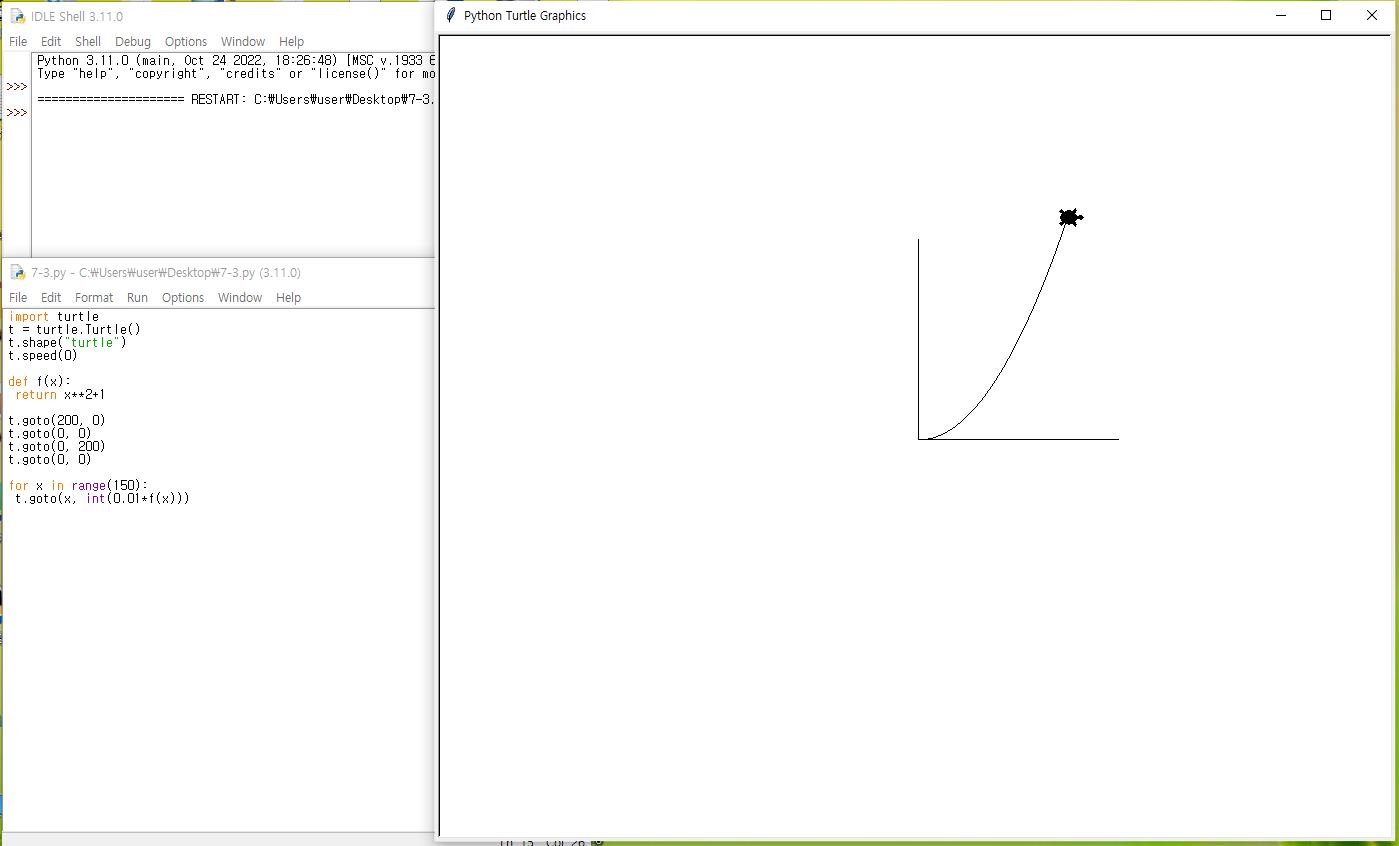 IDLE Shell 3.11.0
File Edit Shell Debug Options Window Help
Python 3.11.0 (main, Oct 24 2022, 18:26:48) [MSC v.1933 6
Type "help", "copyright", "credits" or "license()" for mo
>>>
===================== RESTART: C:₩Users₩user₩Desktop₩7-3.
>>>
7-3.py - C:₩Users₩user₩Desktop₩7-3.py (3.11.0)
File Edit Format Run Options Window Help
import turtle
t = turtle.Turtle()
t.shape("turtle")
t.speed(0)
def f(x):
 return x**2+1
t.goto(200, 0)
t.goto(0, 0)
t.goto(0, 200)
t.goto(0, 0)
for x in range(150):
 t.goto(x, int(0.01*f(x)))
Python Turtle Graphics